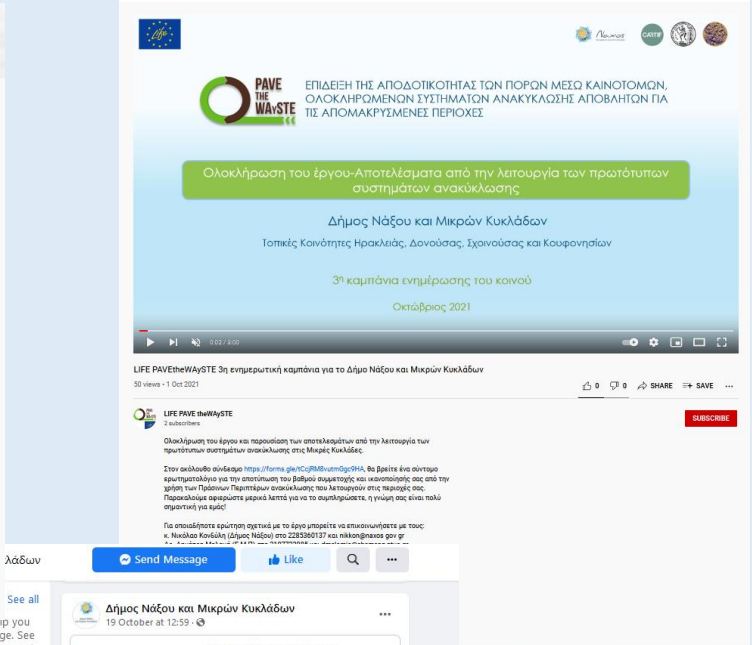 Life
Naxos
CARTIF
PAVE
THE
WAySTE
ΕΠΙΔΕΙΞΗ ΤΗΣ ΑΠΟΔΟΤΙΚΟΤΗΤΑΣ ΤΩΝ ΠΟΡΩΝ ΜΕΣΩ ΚΑΙΝΟΤΟΜΩΝ,
ΟΛΟΚΛΗΡΩΜΕΝΩΝ ΣΥΣΤΗΜΑΤΩΝ ΑΝΑΚΥΚΛΩΣΗΣ ΑΠΟΒΛΗΤΩΝ ΓΙΑ
ΤΙΣ ΑΠΟΜΑΚΡΥΣΜΕΝΕΣ ΠΕΡΙΟΧΕΣ
Ολοκλήρωση του έργου-Αποτελέσματα από την λειτουργία των πρωτότυπων
συστημάτων ανακύκλωσης
Δήμος Νάξου και Μικρών Κυκλάδων
Τοπικές Κοινότητες Ηρακλειάς, Δονούσας, Σχοινούσας και Κουφονησίων
3η καμπάνια ενημέρωσης του κοινού
Οκτώβριος 2021
0:02 / 3:00
LIFE PAVEtheWAySTE 3η ενημερωτική καμπάνια για το Δήμο Νάξου και Μικρών Κυκλάδων
50 views • 1 Oct 2021
0 0 SHARE SAVE
LIFE PAVE theWAySTE
2 subscribers
SUBSCRIBE
Ολοκλήρωση του έργου και παρουσίαση των αποτελεσμάτων από την λειτουργία των
πρωτότυπων συστημάτων ανακύκλωσης στις Μικρές Κυκλάδες.
Στον ακόλουθο σύνδεσμο https://forms.gle/tCcjRM8vutmGgc9HA, θα βρείτε ένα σύντομο
ερωτηματολόγιο για την αποτύπωση του βαθμού συμμετοχής και ικανοποίησής σας από την
χρήση των Πράσινων Περιπτέρων ανακύκλωσης που λειτουργούν στις περιοχές σας.
Παρακαλούμε αφιερώστε μερικά λεπτά για να το συμπληρώσετε, η γνώμη σας είναι πολύ
σημαντική για εμάς!
Για οποιαδήποτε ερώτηση σχετικά με το έργο μπορείτε να επικοινωνήσετε με τους:
κ. Νικόλαο Κονδύλη (Δήμος Νάξου) στο 2285360137 και nikkon@naxos gov gr
λάδων
Send Message
Like
See all
Δήμος Νάξου και Μικρών Κυκλάδων
19 October at 12:59
up you
ge. See